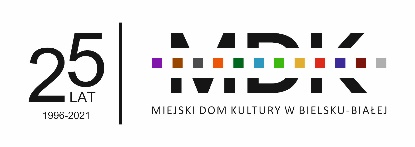 25
LAT
1996-2021
MDK
MIEJSKI DOM KULTURY W BIELSKU-BIAŁEJ